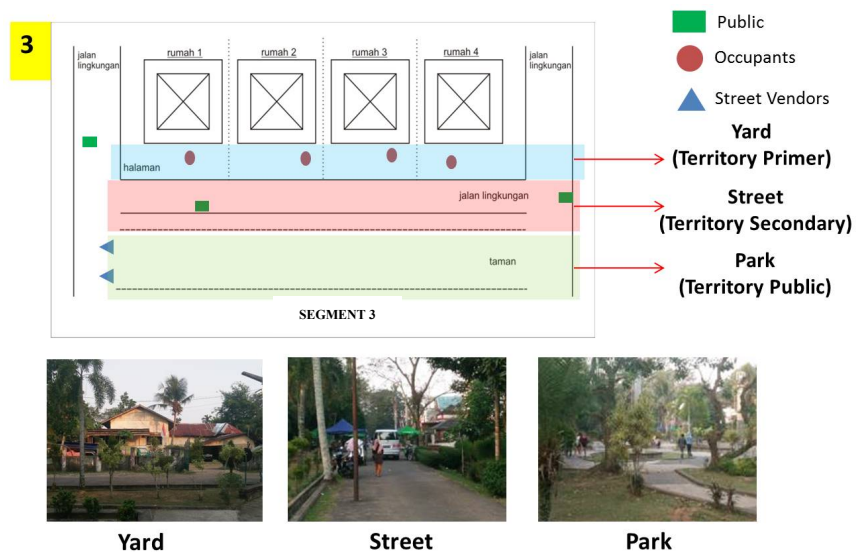 3
jalan
lingkungan
rumah 1
rumah 2
rumah 3
rumah 4
jalan
lingkungan
halaman
jalan lingkungan
taman
SEGMENT 3
Public
Occupants
Street Vendors
Yard
(Territory Primer)
Street
(Territory Secondary)
Park
(Territory Public)
Yard
Street
Park